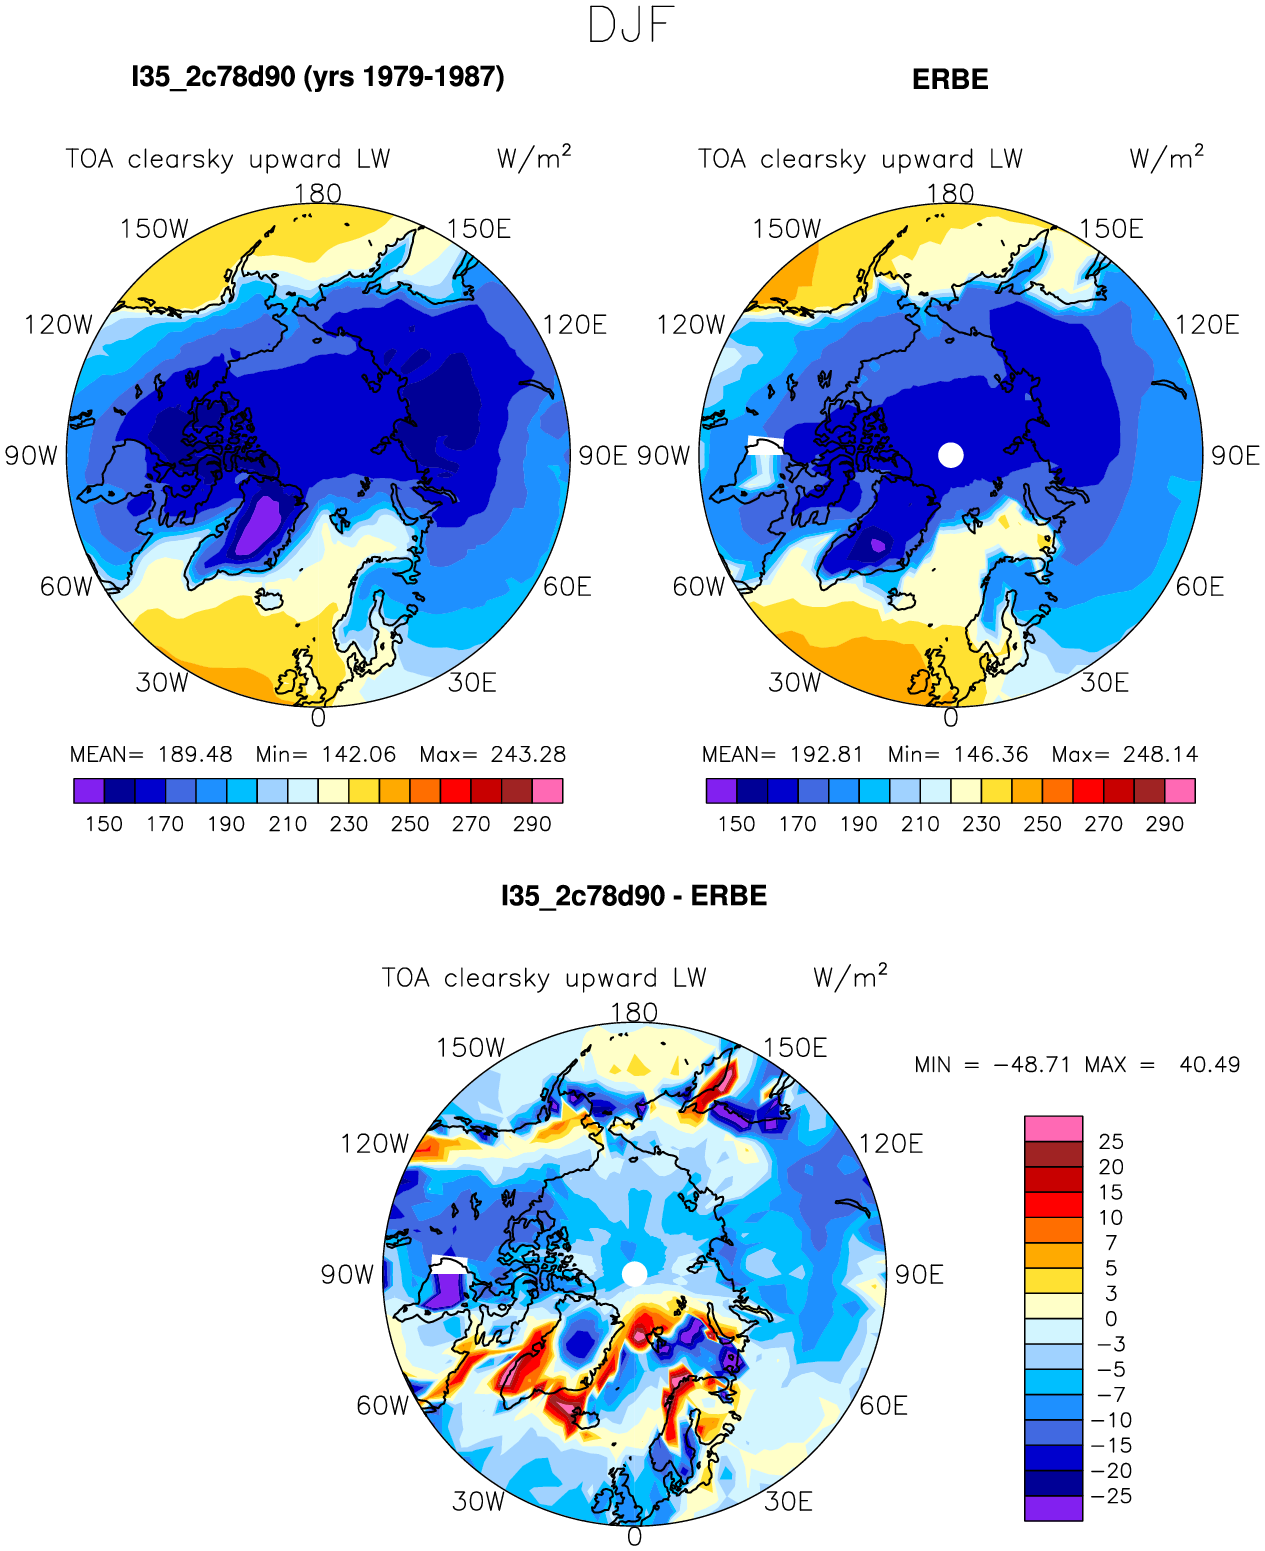 DJF
I35_2c78d90 (yrs 1979-1987)
ERBE
TOA clearsky upward LW W/m²
TOA clearsky upward LW W/m²
180
180
150W 150E
150W 150E
120W 120E
120W 120E
90W 90E
90W 90E
60W 60E
60W 60E
30W 30E
30W 30E
0
0
MEAN= 189.48 Min= 142.06 Max= 243.28
MEAN= 192.81 Min= 146.36 Max= 248.14
150 170 190 210 230 250 270 290
150 170 190 210 230 250 270 290
I35_2c78d90 - ERBE
TOA clearsky upward LW W/m²
180
150W 150E
MIN = −48.71 MAX = 40.49
120W 120E
90W 90E
60W 60E
30W 30E
0
25
20
15
10
7
5
3
0
−3
−5
−7
−10
−15
−20
−25